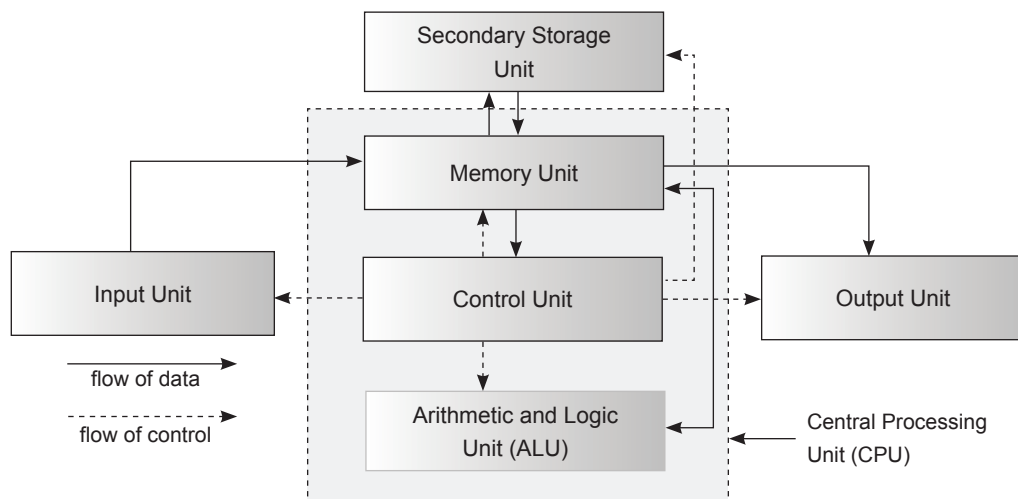 Secondary Storage
Unit
Memory Unit
Input Unit
Control Unit
Output Unit
flow of data
flow of control
Arithmetic and Logic
Unit (ALU)
Central Processing
Unit (CPU)